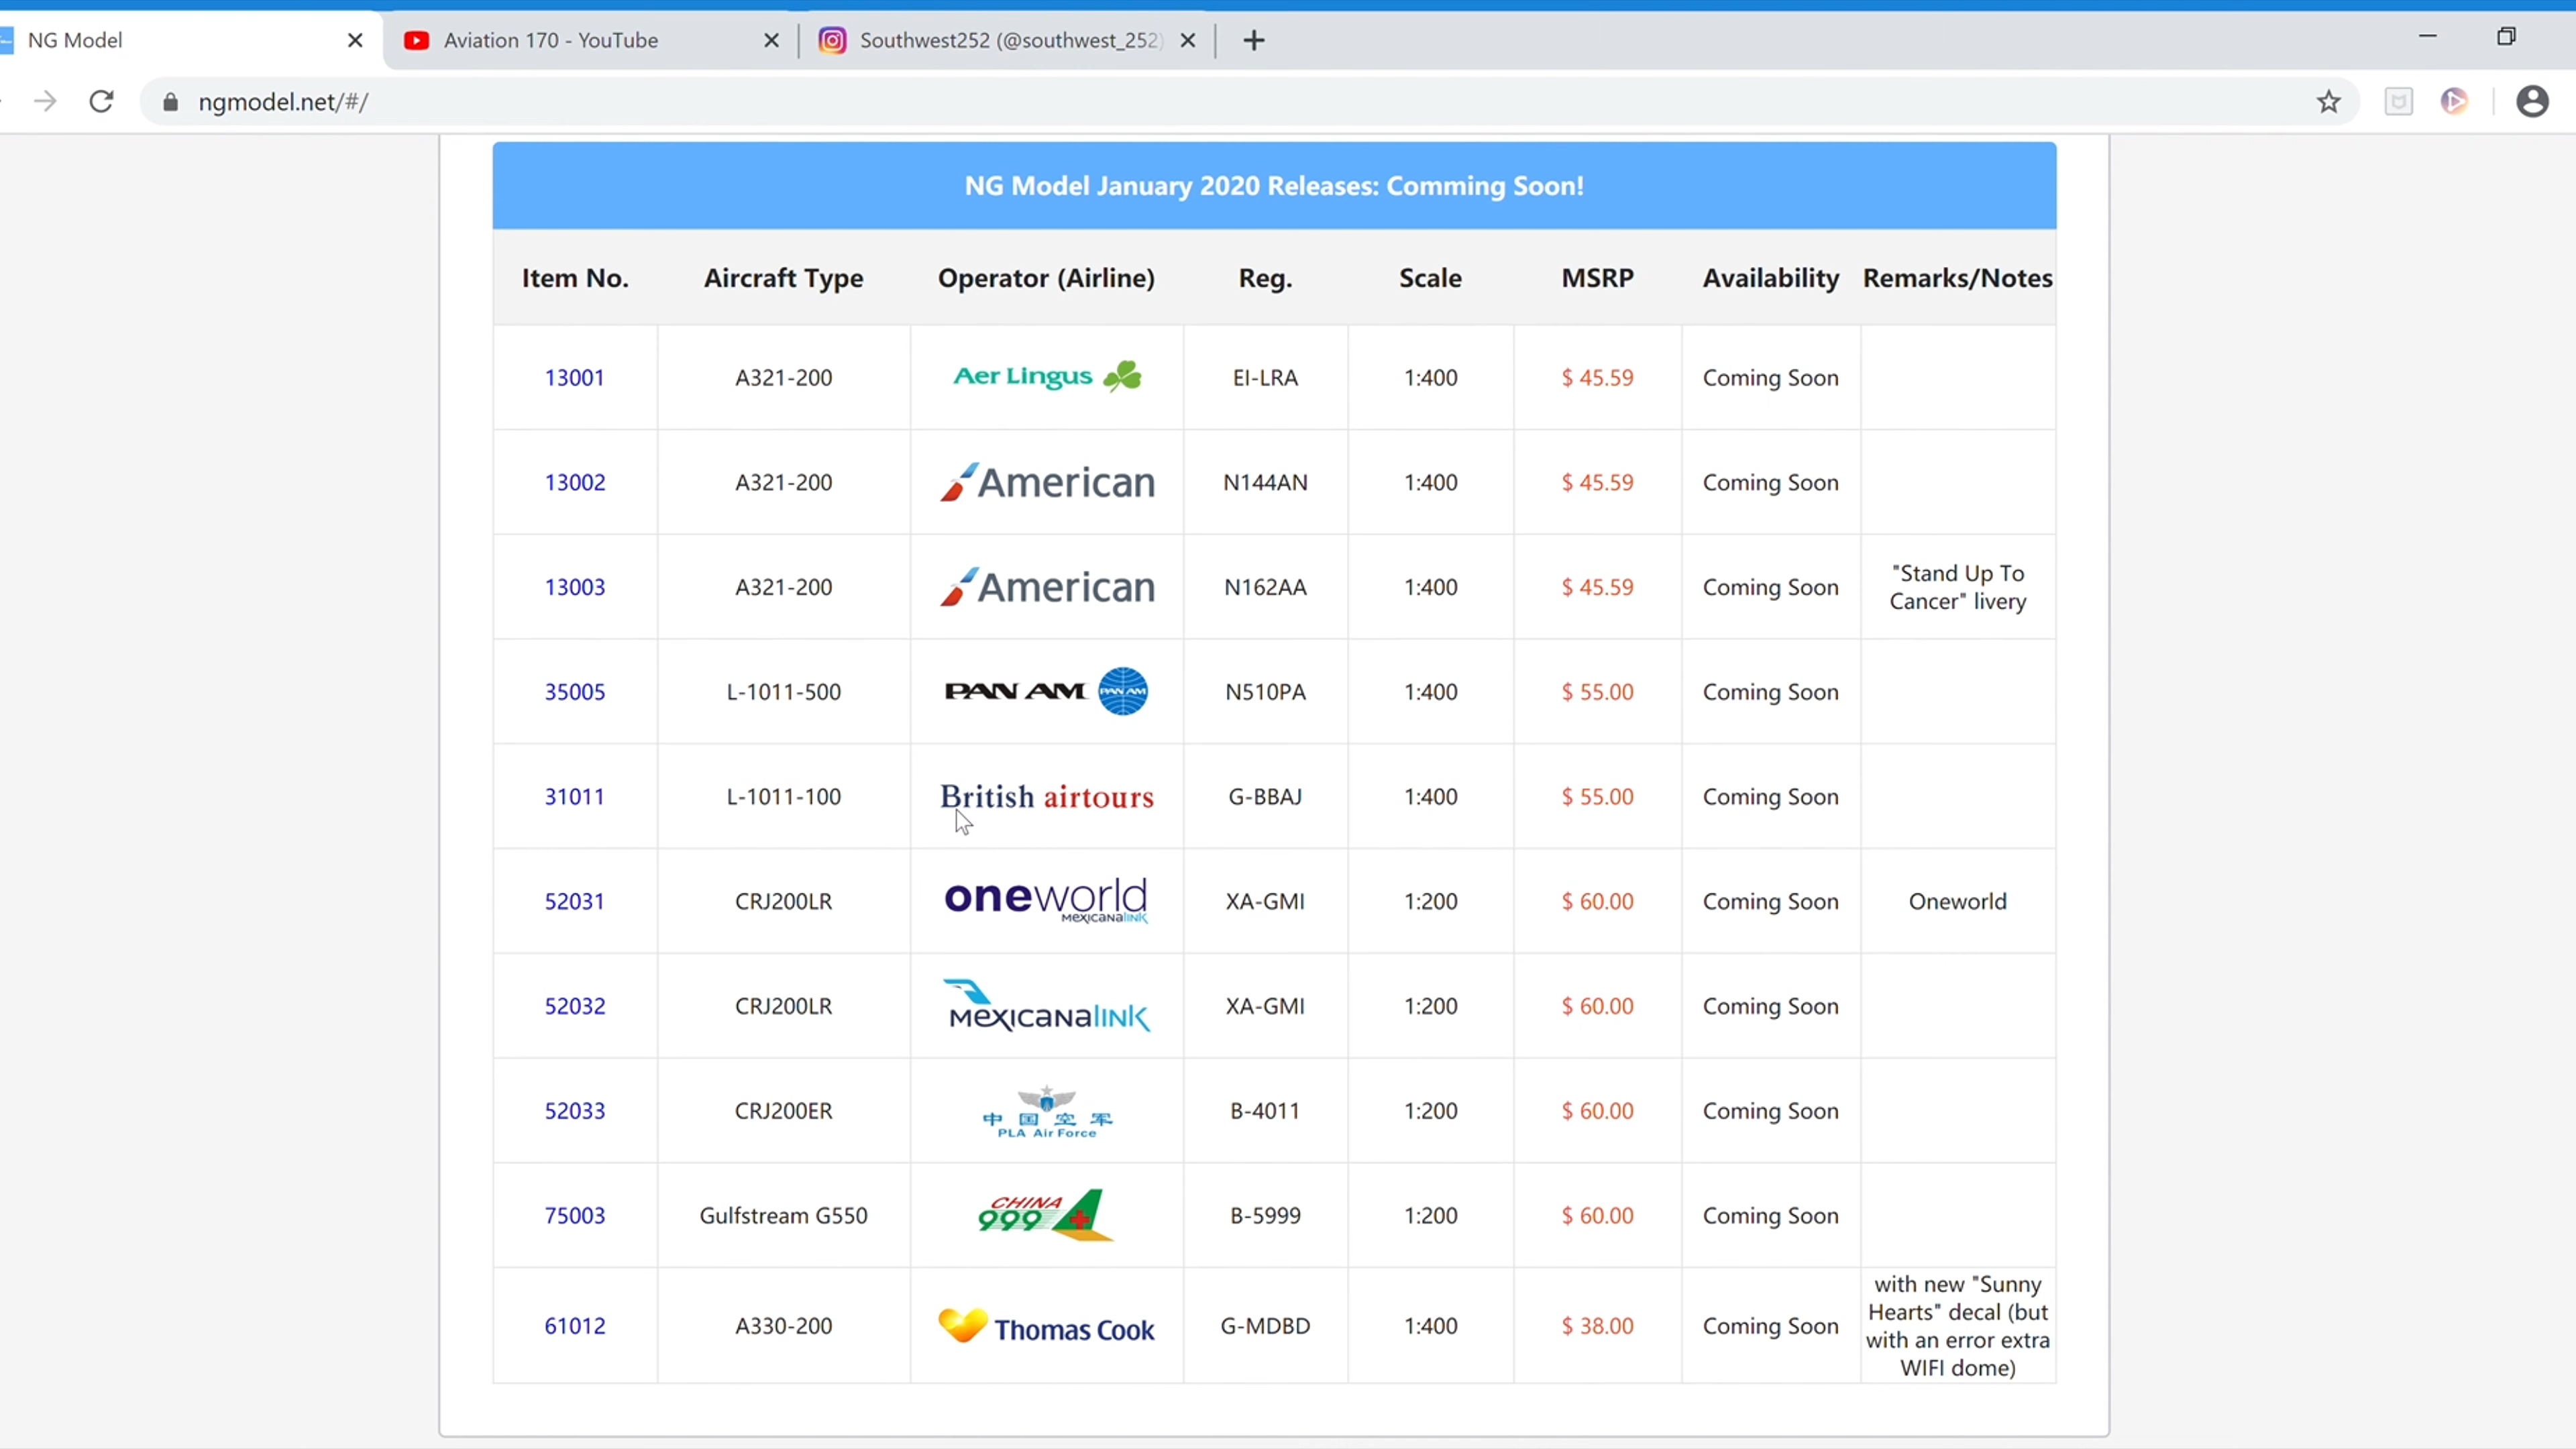 NG Model
Aviation 170 - YouTube
Southwest252 (@southwest_252)
ngmodel.net/#/
NG Model January 2020 Releases: Comming Soon!
Item No. Aircraft Type Operator (Airline) Reg. Scale MSRP Availability Remarks/Notes
13001 A321-200 Aer Lingus EI-LRA 1:400 $ 45.59 Coming Soon
13002 A321-200 American N144AN 1:400 $ 45.59 Coming Soon
13003 A321-200 American N162AA 1:400 $ 45.59 Coming Soon "Stand Up To
Cancer" livery
35005 L-1011-500 PAN AM PAN AM N510PA 1:400 $ 55.00 Coming Soon
31011 L-1011-100 British airtours G-BBAJ 1:400 $ 55.00 Coming Soon
52031 CRJ200LR oneworld XA-GMI 1:200 $ 60.00 Coming Soon Oneworld
mexicanalink
52032 CRJ200LR mexicanalink XA-GMI 1:200 $ 60.00 Coming Soon
52033 CRJ200ER 中国空军 B-4011 1:200 $ 60.00 Coming Soon
PLA Air Force
75003 Gulfstream G550 CHINA 999 B-5999 1:200 $ 60.00 Coming Soon
61012 A330-200 Thomas Cook G-MDBD 1:400 $ 38.00 Coming Soon with new "Sunny
Hearts" decal (but
with an error extra
WIFI dome)